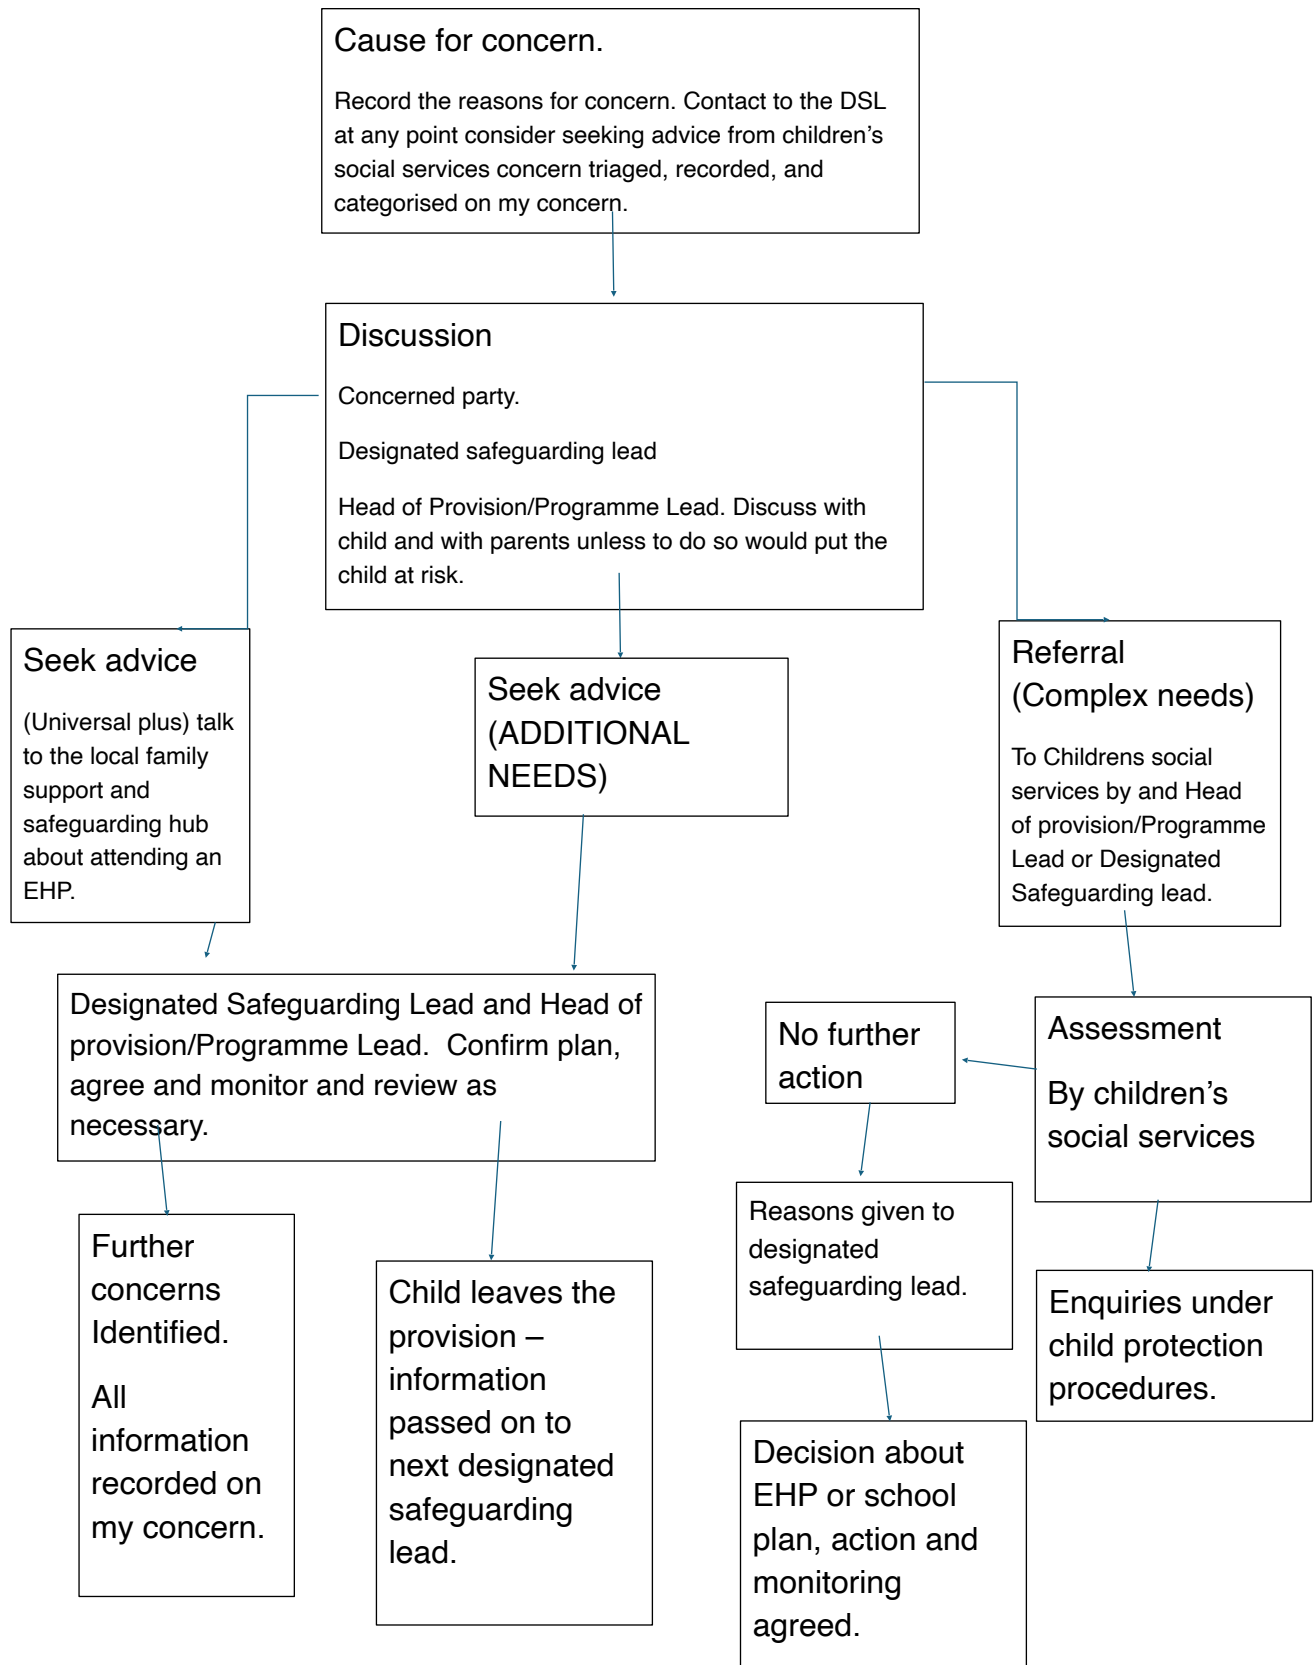 Cause for concern.
Record the reasons for concern. Contact to the DSL
at any point consider seeking advice from children’s
social services concern triaged, recorded, and
categorised on my concern.
Discussion
Concerned party.
Designated safeguarding lead
Head of Provision/Programme Lead. Discuss with
child and with parents unless to do so would put the
child at risk.
Seek advice
(Universal plus) talk
to the local family
support and
safeguarding hub
about attending an
EHP.
Seek advice
(ADDITIONAL
NEEDS)
Referral
(Complex needs)
To Childrens social
services by and Head
of provision/Programme
Lead or Designated
Safeguarding lead.
Designated Safeguarding Lead and Head of
provision/Programme Lead.  Confirm plan,
agree and monitor and review as
necessary.
No further
action
Assessment
By children’s
social services
Further
concerns
Identified.
All
information
recorded on
my concern.
Child leaves the
provision –
information
passed on to
next designated
safeguarding
lead.
Reasons given to
designated
safeguarding lead.
Enquiries under
child protection
procedures.
Decision about
EHP or school
plan, action and
monitoring
agreed.